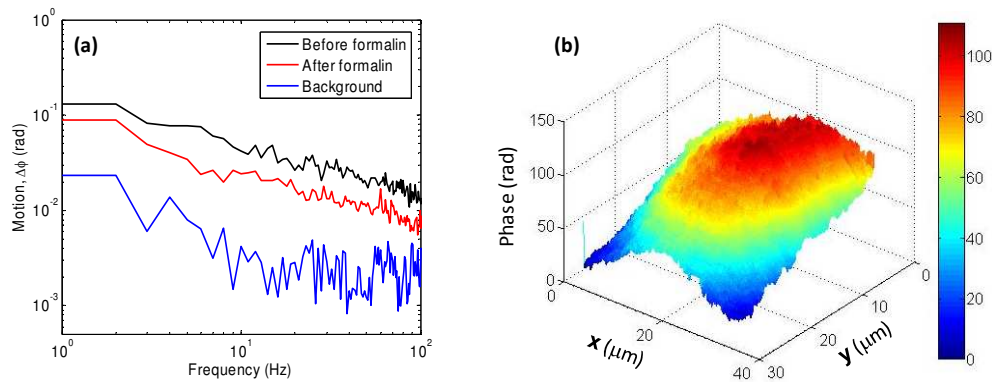 (a)
Before formalin
After formalin
Background
10^0
10^-1
10^-2
10^-3
Motion, Δϕ (rad)
10^0
10^1
10^2
Frequency (Hz)
(b)
150
100
50
0
Phase (rad)
0
20
40
x (μm)
30
20
10
0
y (μm)
100
80
60
40
20
0